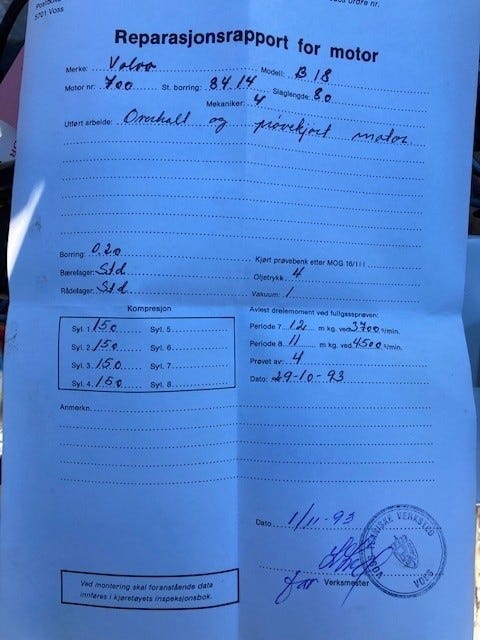 5701 Voss
Reparasjonsrapport for motor
Merke: Volvo Modell: B 18
Motor nr: 700 St. borring: 84.14 Slaglengde: 80
Mekaniker: 4
Utført arbeide: Overhalt og prøvekjørt motor.
Borring: 0.20 Kjørt prøvebenk etter MOG 16/111
Bærelager: Std Oljetrykk: 4
Rådelager: Std Vakuum: 1
Kompresjon Avlest dreiemoment ved fullgassprøven:
Syl. 1 150 Syl. 5 Periode 7. 12 m kg. ved 3700 o/min.
Syl. 2 150 Syl. 6 Periode 8. 11 m kg. ved 4500 o/min.
Syl. 3 150 Syl. 7 Prøvet av: 4
Syl. 4 150 Syl. 8 Dato: 29-10-93
Anmerkn.
Dato 1/11-93
for Verksmester
Ved montering skal foranstående data
innføres i kjøretøyets inspeksjonsbok.